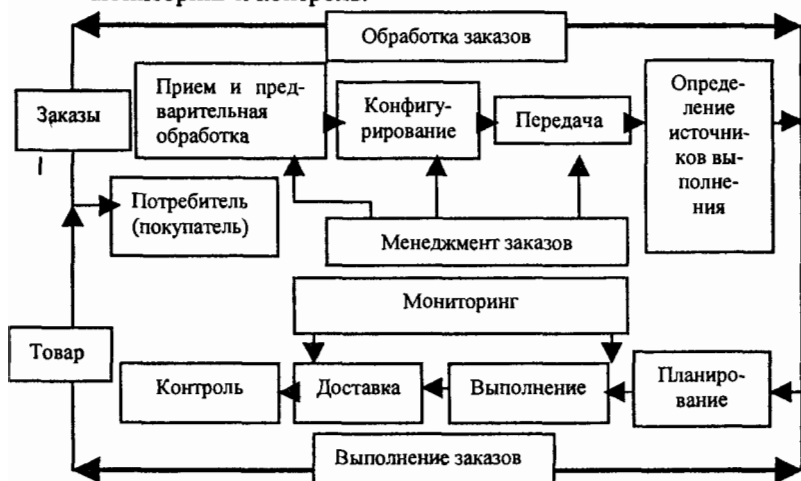 Обработка заказов
Заказы
Прием и пред-
варительная
обработка
Конфигу-
рирование
Передача
Опреде-
ление
источни-
ков вы-
полне-
ния
Потребитель
(покупатель)
Менеджмент заказов
Мониторинг
Товар
Контроль
Доставка
Выполнение
Планиро-
вание
Выполнение заказов